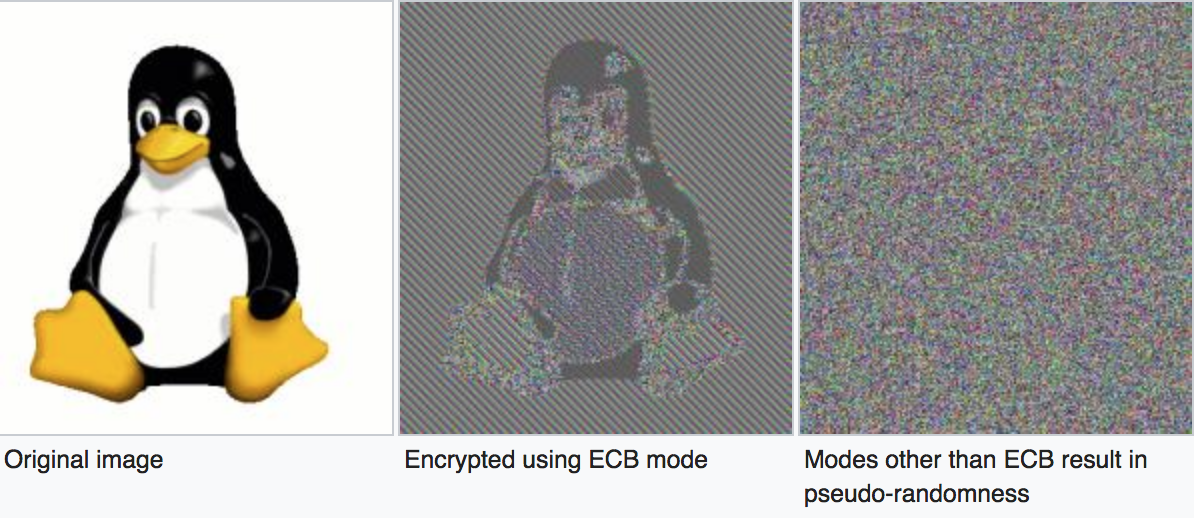 Original image
Encrypted using ECB mode
Modes other than ECB result in
pseudo-randomness